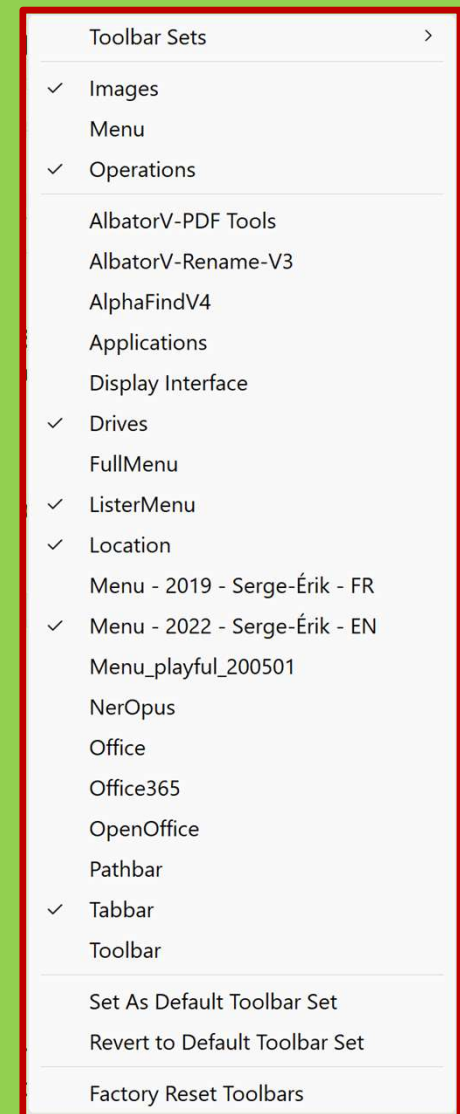 Toolbar Sets
Images
Menu
Operations
AlbatorV-PDF Tools
AlbatorV-Rename-V3
AlphaFindV4
Applications
Display Interface
Drives
FullMenu
ListerMenu
Location
Menu - 2019 - Serge-Érik - FR
Menu - 2022 - Serge-Érik - EN
Menu_playful_200501
NerOpus
Office
Office365
OpenOffice
Pathbar
Tabbar
Toolbar
Set As Default Toolbar Set
Revert to Default Toolbar Set
Factory Reset Toolbars